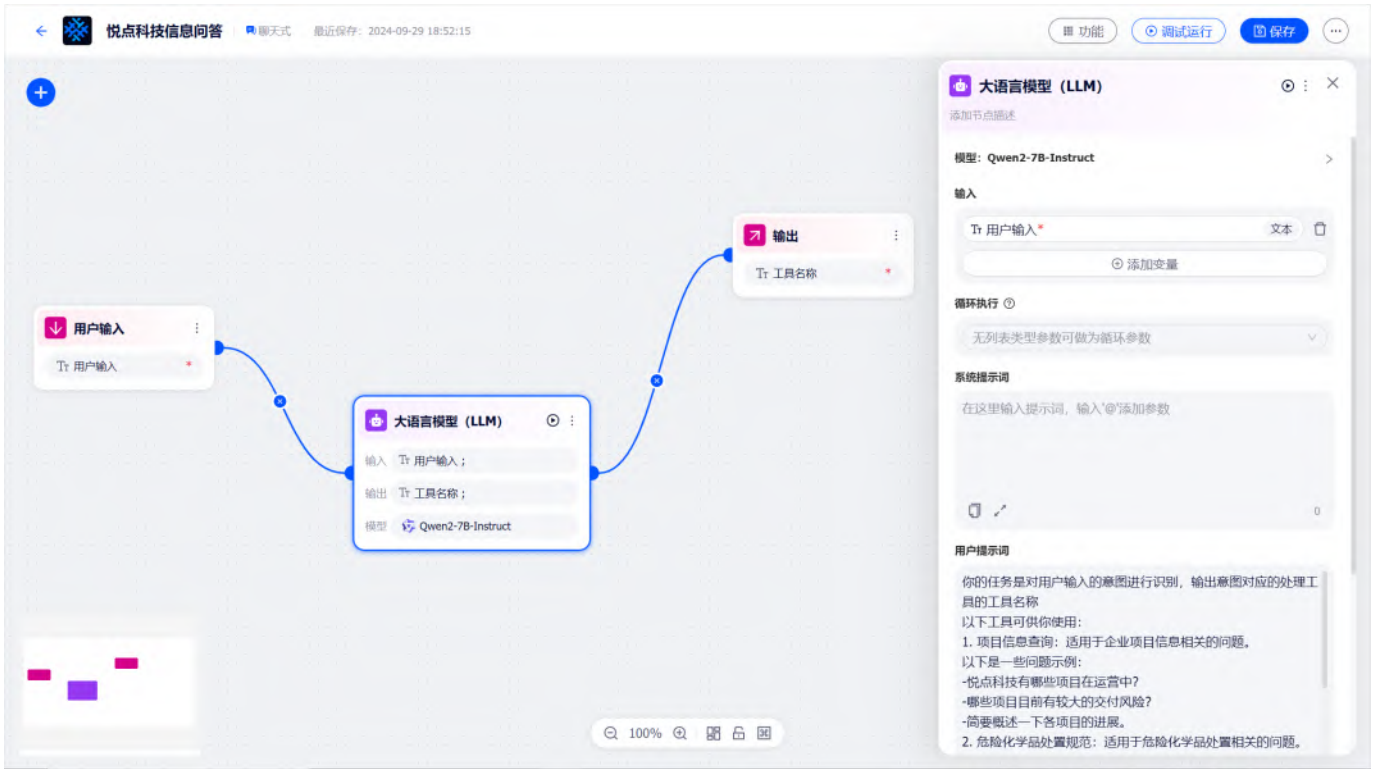 悦点科技信息问答
聊天式
最近保存：2024-09-29 18:52:15
功能
调试运行
保存
用户输入
Tr 用户输入 *
大语言模型（LLM）
输入 Tr 用户输入；
输出 Tr 工具名称；
模型 Qwen2-7B-Instruct
输出
Tr 工具名称 *
100%
大语言模型（LLM）
添加节点描述
模型：Qwen2-7B-Instruct
输入
Tr 用户输入* 文本
添加变量
循环执行
无列表类型参数可做为循环参数
系统提示词
在这里输入提示词，输入'@'添加参数
0
用户提示词
你的任务是对用户输入的意图进行识别，输出意图对应的处理工
具的工具名称
以下工具可供你使用：
1. 项目信息查询：适用于企业项目信息相关的问题。
以下是一些问题示例：
-悦点科技有哪些项目在运营中？
-哪些项目目前有较大的交付风险？
-简要概述一下各项目的进展。
2. 危险化学品处置规范：适用于危险化学品处置相关的问题。